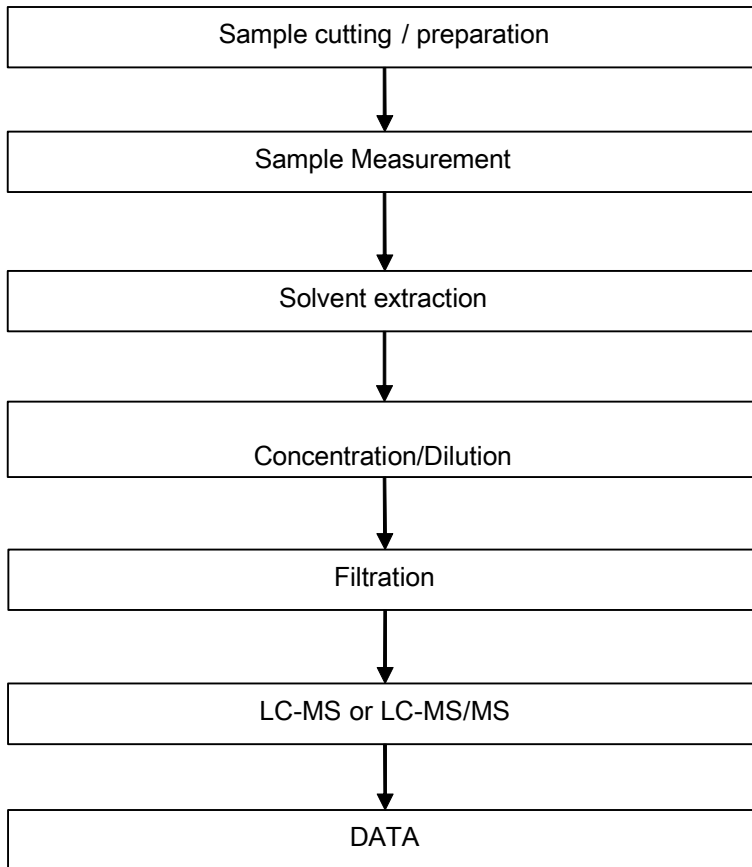 Sample cutting / preparation
Sample Measurement
Solvent extraction
Concentration/Dilution
Filtration
LC-MS or LC-MS/MS
DATA